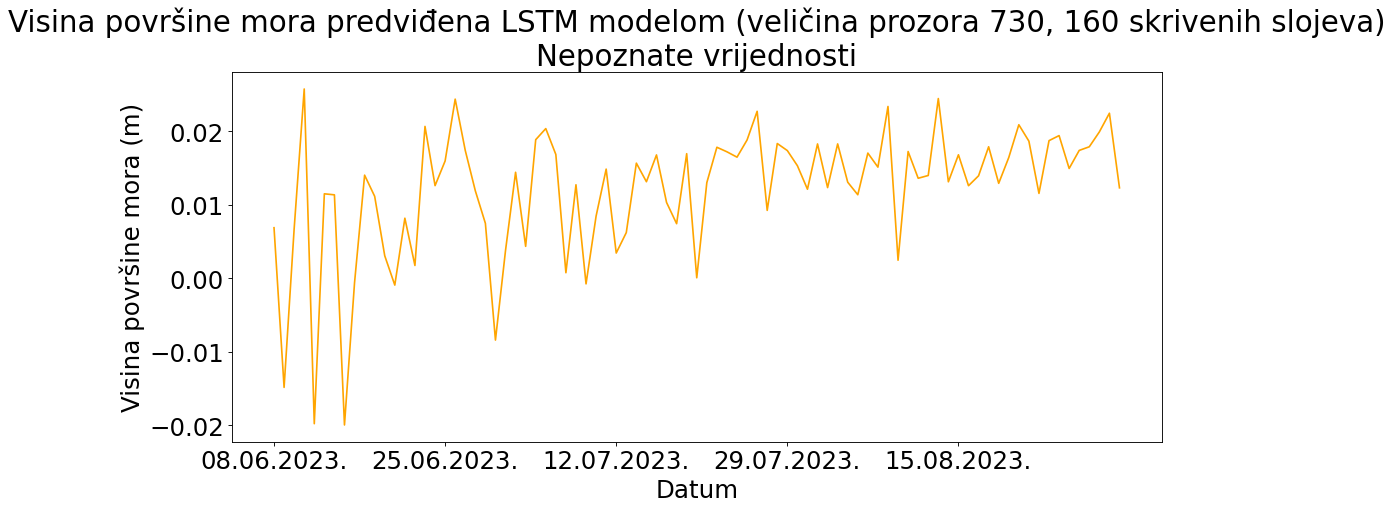 Visina površine mora predviđena LSTM modelom (veličina prozora 730, 160 skrivenih slojeva)
Nepoznate vrijednosti
Visina površine mora (m)
0.02
0.01
0.00
−0.01
−0.02
08.06.2023. 25.06.2023. 12.07.2023. 29.07.2023. 15.08.2023.
Datum